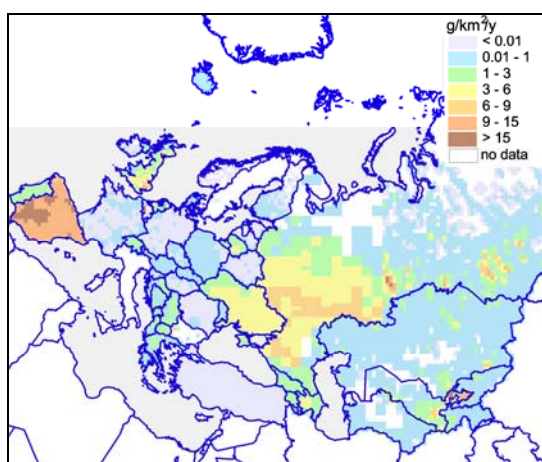 g/km²/y
< 0.01
0.01 - 1
1 - 3
3 - 6
6 - 9
9 - 15
> 15
no data